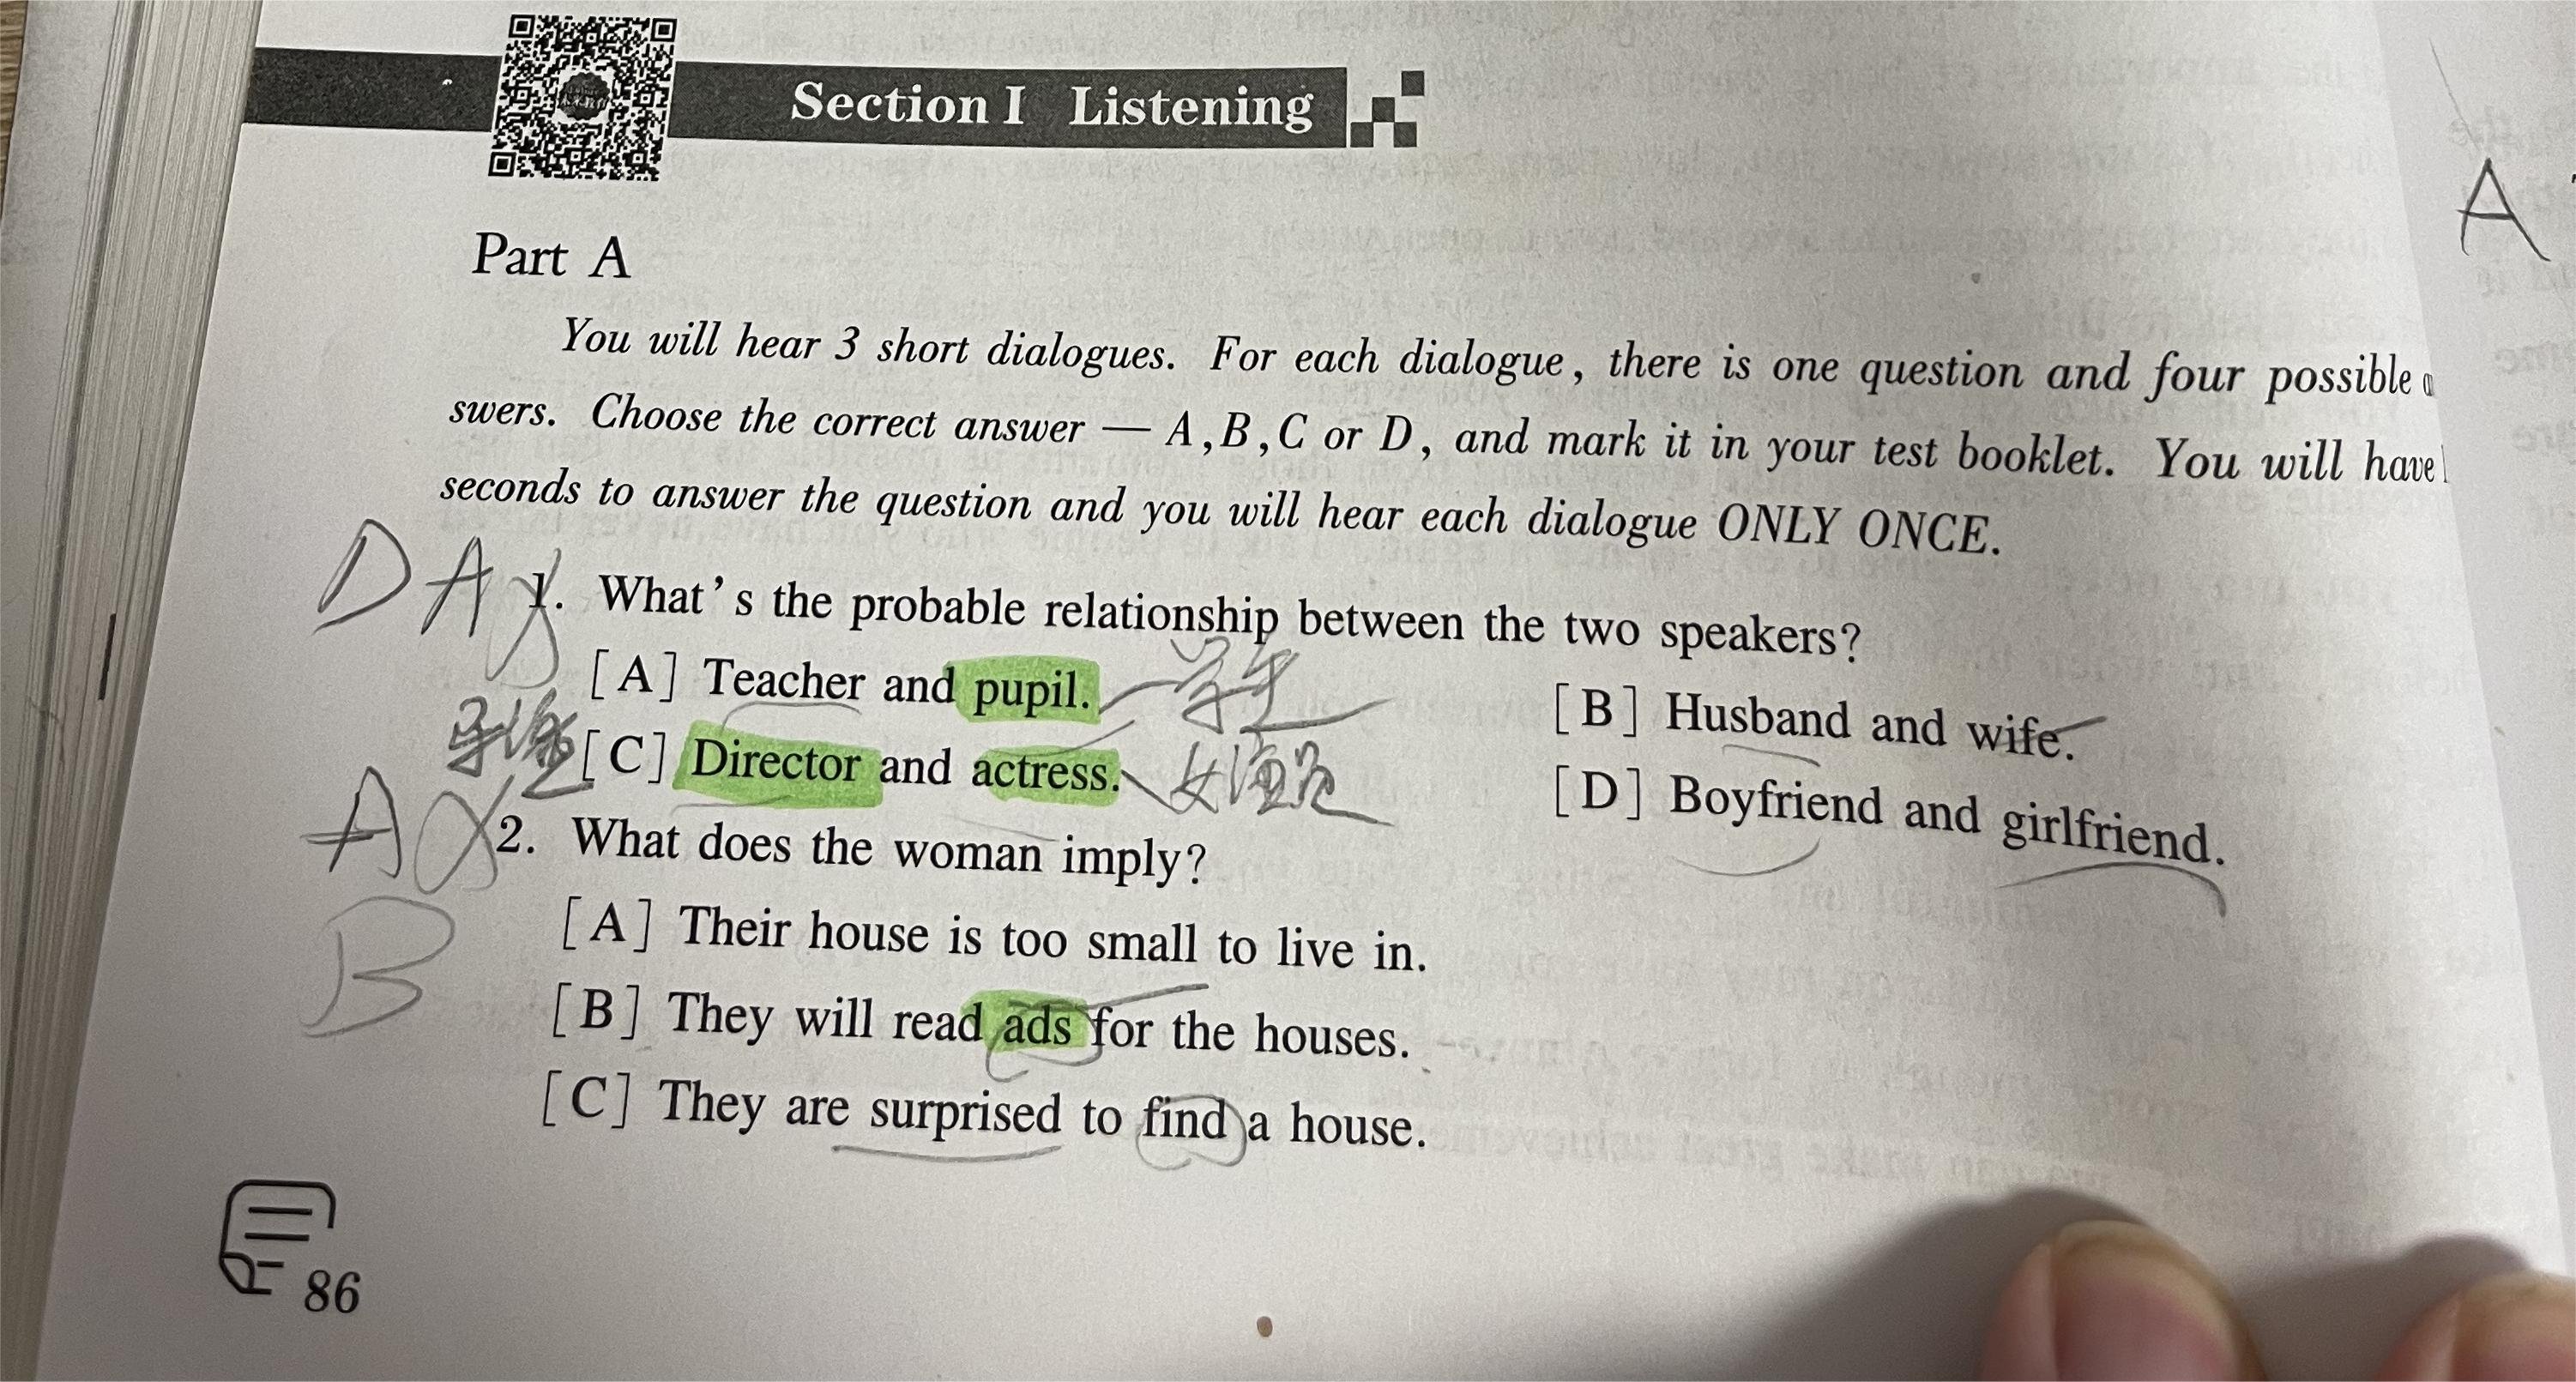 Section I Listening
A
Part A
You will hear 3 short dialogues. For each dialogue, there is one question and four possible
swers. Choose the correct answer — A, B, C or D, and mark it in your test booklet. You will have
seconds to answer the question and you will hear each dialogue ONLY ONCE.
D A 1. What's the probable relationship between the two speakers?
[A] Teacher and pupil. 学生
[B] Husband and wife.
导演 [C] Director and actress. 女演员
[D] Boyfriend and girlfriend.
A 2. What does the woman imply?
[A] Their house is too small to live in.
B
[B] They will read ads for the houses.
[C] They are surprised to find a house.
86